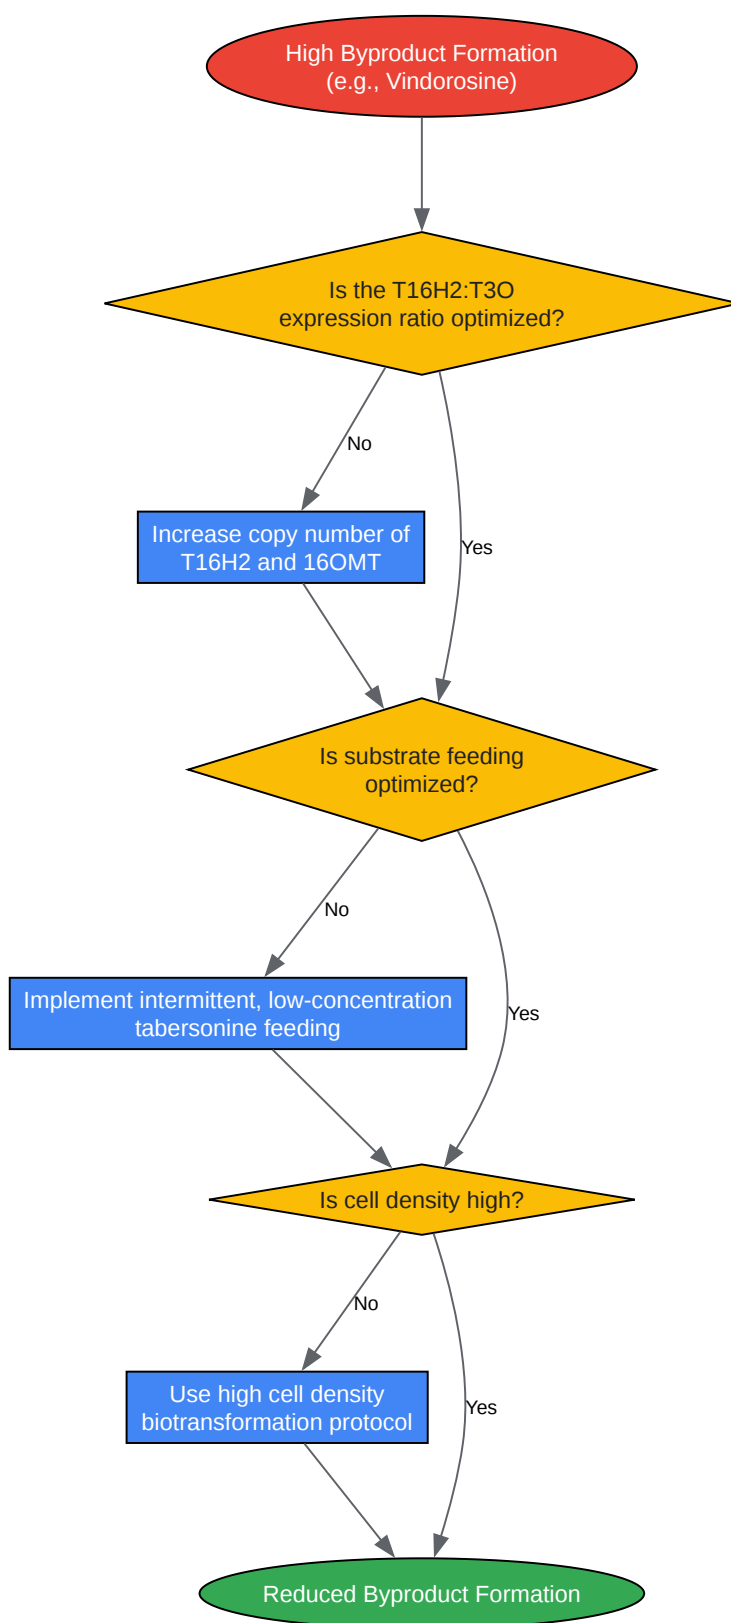 High Byproduct Formation
(e.g., Vindorosine)
Is the T16H2:T3O
expression ratio optimized?
No
Yes
Increase copy number of
T16H2 and 16OMT
Is substrate feeding
optimized?
No
Yes
Implement intermittent, low-concentration
tabersonine feeding
Is cell density high?
No
Yes
Use high cell density
biotransformation protocol
Reduced Byproduct Formation